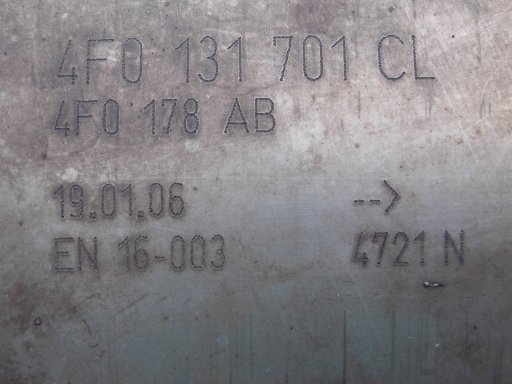 4F0 131 701 CL
4F0 178 AB
19.01.06 -->
EN 16-003 4721 N